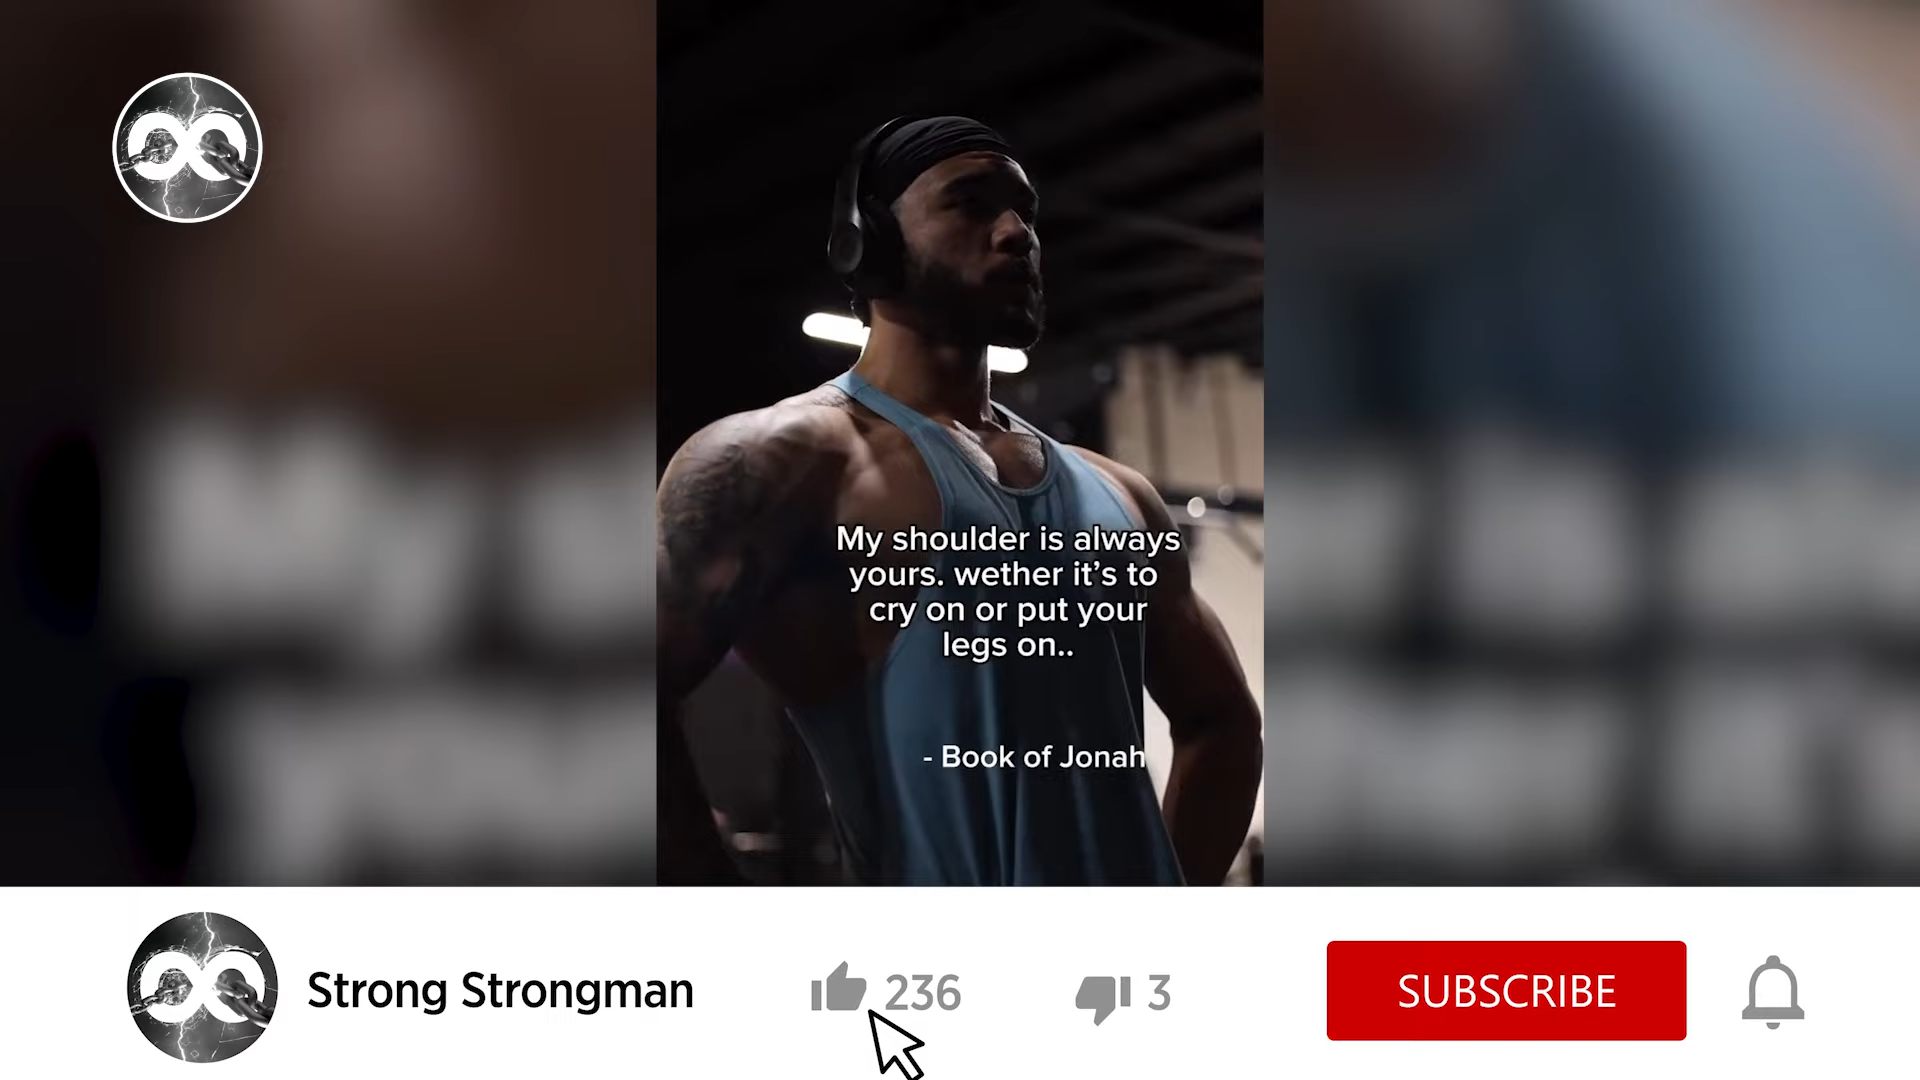 My shoulder is always
yours. wether it's to
cry on or put your
legs on..
- Book of Jonah
Strong Strongman
236
3
SUBSCRIBE